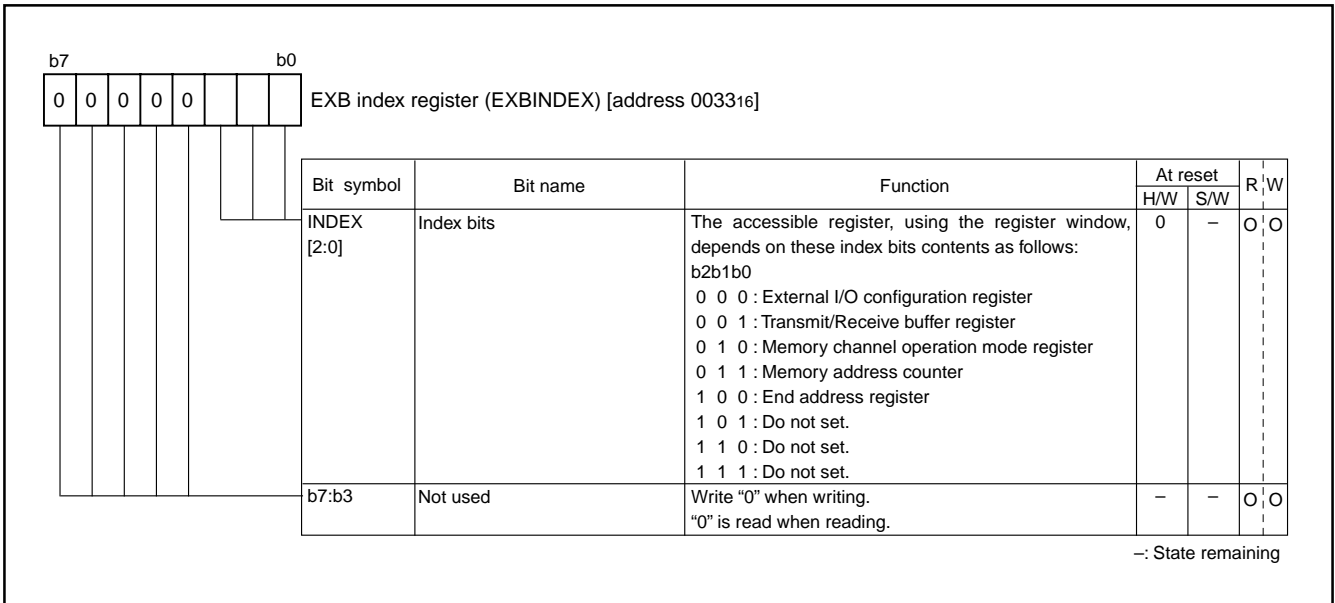 b7 b0
0 0 0 0 0 EXB index register (EXBINDEX) [address 003316]
Bit symbol Bit name Function At reset R W
H/W S/W
INDEX Index bits The accessible register, using the register window, 0 – O O
[2:0] depends on these index bits contents as follows:
b2b1b0
0 0 0 : External I/O configuration register
0 0 1 : Transmit/Receive buffer register
0 1 0 : Memory channel operation mode register
0 1 1 : Memory address counter
1 0 0 : End address register
1 0 1 : Do not set.
1 1 0 : Do not set.
1 1 1 : Do not set.
b7:b3 Not used Write “0” when writing. – – O O
“0” is read when reading.
–: State remaining